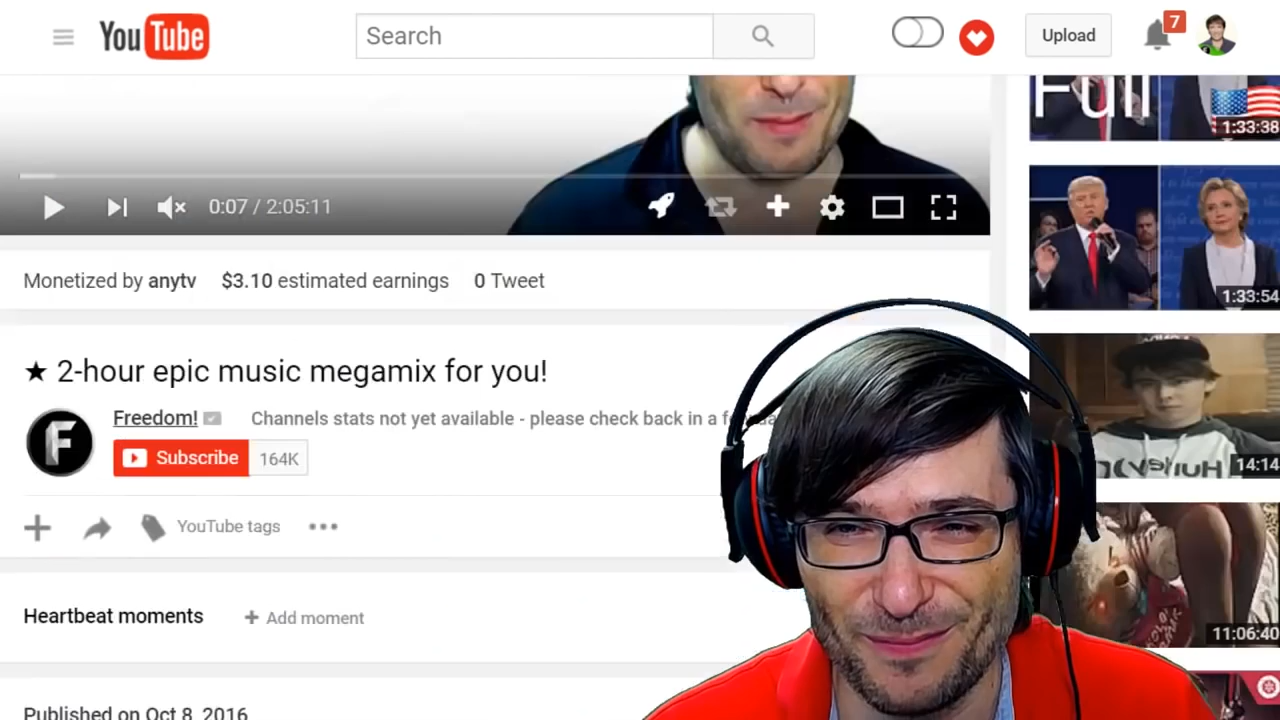 YouTube
Search
Upload
7
Full
1:33:38
0:07 / 2:05:11
1:33:54
Monetized by anytv $3.10 estimated earnings 0 Tweet
★ 2-hour epic music megamix for you!
F
Freedom! Channels stats not yet available - please check back in a f
Subscribe 164K
14:14
YouTube tags
Heartbeat moments + Add moment
11:06:40
Published on Oct 8, 2016